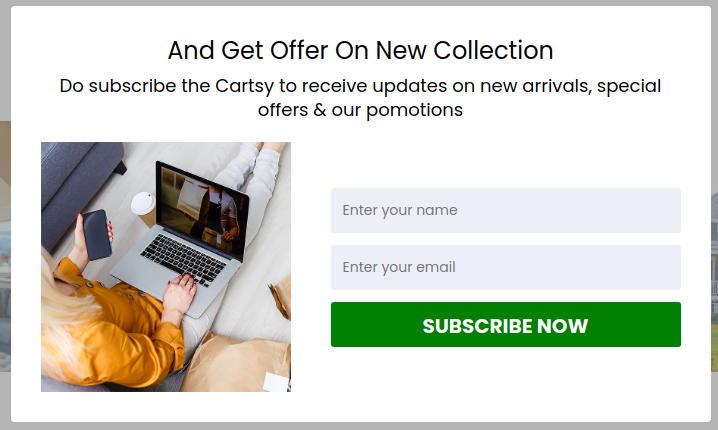 And Get Offer On New Collection
Do subscribe the Cartsy to receive updates on new arrivals, special
offers & our pomotions
Enter your name
Enter your email
SUBSCRIBE NOW